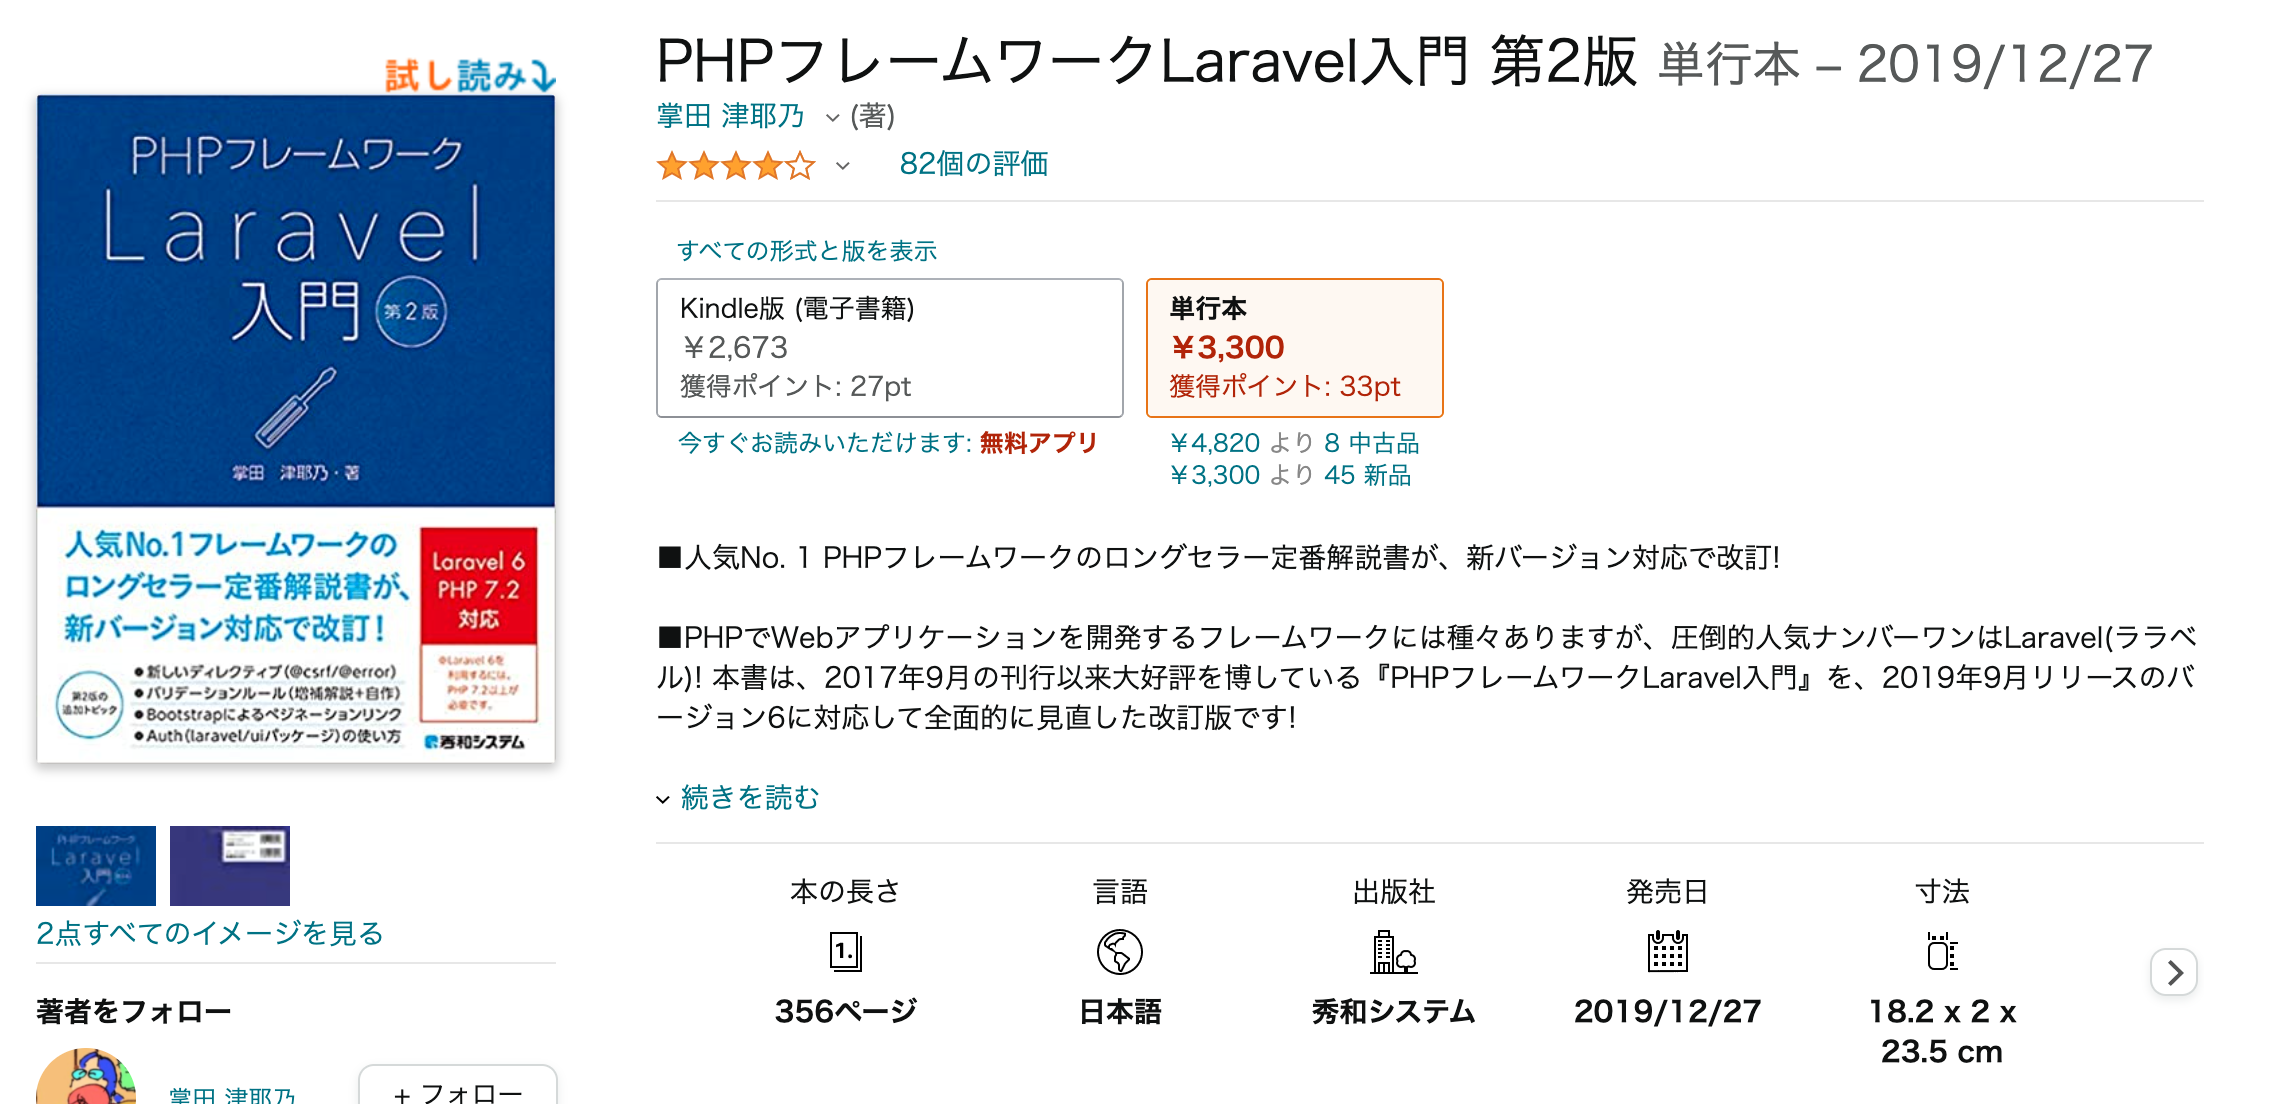 試し読み
PHPフレームワーク
Laravel
入門 第2版
掌田 津耶乃・著
人気No.1フレームワークの
ロングセラー定番解説書が、
新バージョン対応で改訂!
Laravel 6
PHP 7.2
対応
※Laravel 6を
利用するには、
PHP 7.2以上が
必要です。
第2版の
追加トピック
●新しいディレクティブ(@csrf/@error)
●バリデーションルール(増補解説+自作)
●Bootstrapによるペジネーションリンク
●Auth(laravel/uiパッケージ)の使い方
秀和システム
PHPフレームワーク
Laravel
入門
2点すべてのイメージを見る
著者をフォロー
掌田 津耶乃
+ フォロー
PHPフレームワークLaravel入門 第2版 単行本 – 2019/12/27
掌田 津耶乃 (著)
82個の評価
すべての形式と版を表示
Kindle版 (電子書籍)
¥2,673
獲得ポイント: 27pt
今すぐお読みいただけます: 無料アプリ
単行本
¥3,300
獲得ポイント: 33pt
¥4,820 より 8 中古品
¥3,300 より 45 新品
■人気No. 1 PHPフレームワークのロングセラー定番解説書が、新バージョン対応で改訂!
■PHPでWebアプリケーションを開発するフレームワークには種々ありますが、圧倒的人気ナンバーワンはLaravel(ララベ
ル)! 本書は、2017年9月の刊行以来大好評を博している『PHPフレームワークLaravel入門』を、2019年9月リリースのバ
ージョン6に対応して全面的に見直した改訂版です!
続きを読む
本の長さ
1.
356ページ
言語
日本語
出版社
秀和システム
発売日
2019/12/27
寸法
18.2 x 2 x
23.5 cm